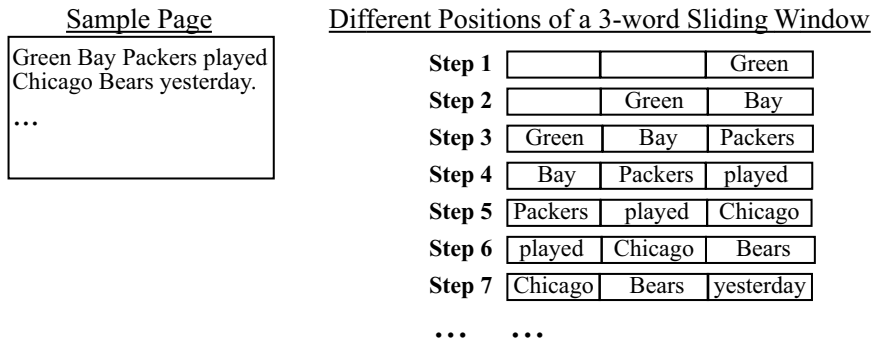 Sample Page
Green Bay Packers played
Chicago Bears yesterday.
...
Different Positions of a 3-word Sliding Window
Step 1 Green
Step 2 Green Bay
Step 3 Green Bay Packers
Step 4 Bay Packers played
Step 5 Packers played Chicago
Step 6 played Chicago Bears
Step 7 Chicago Bears yesterday
... ...